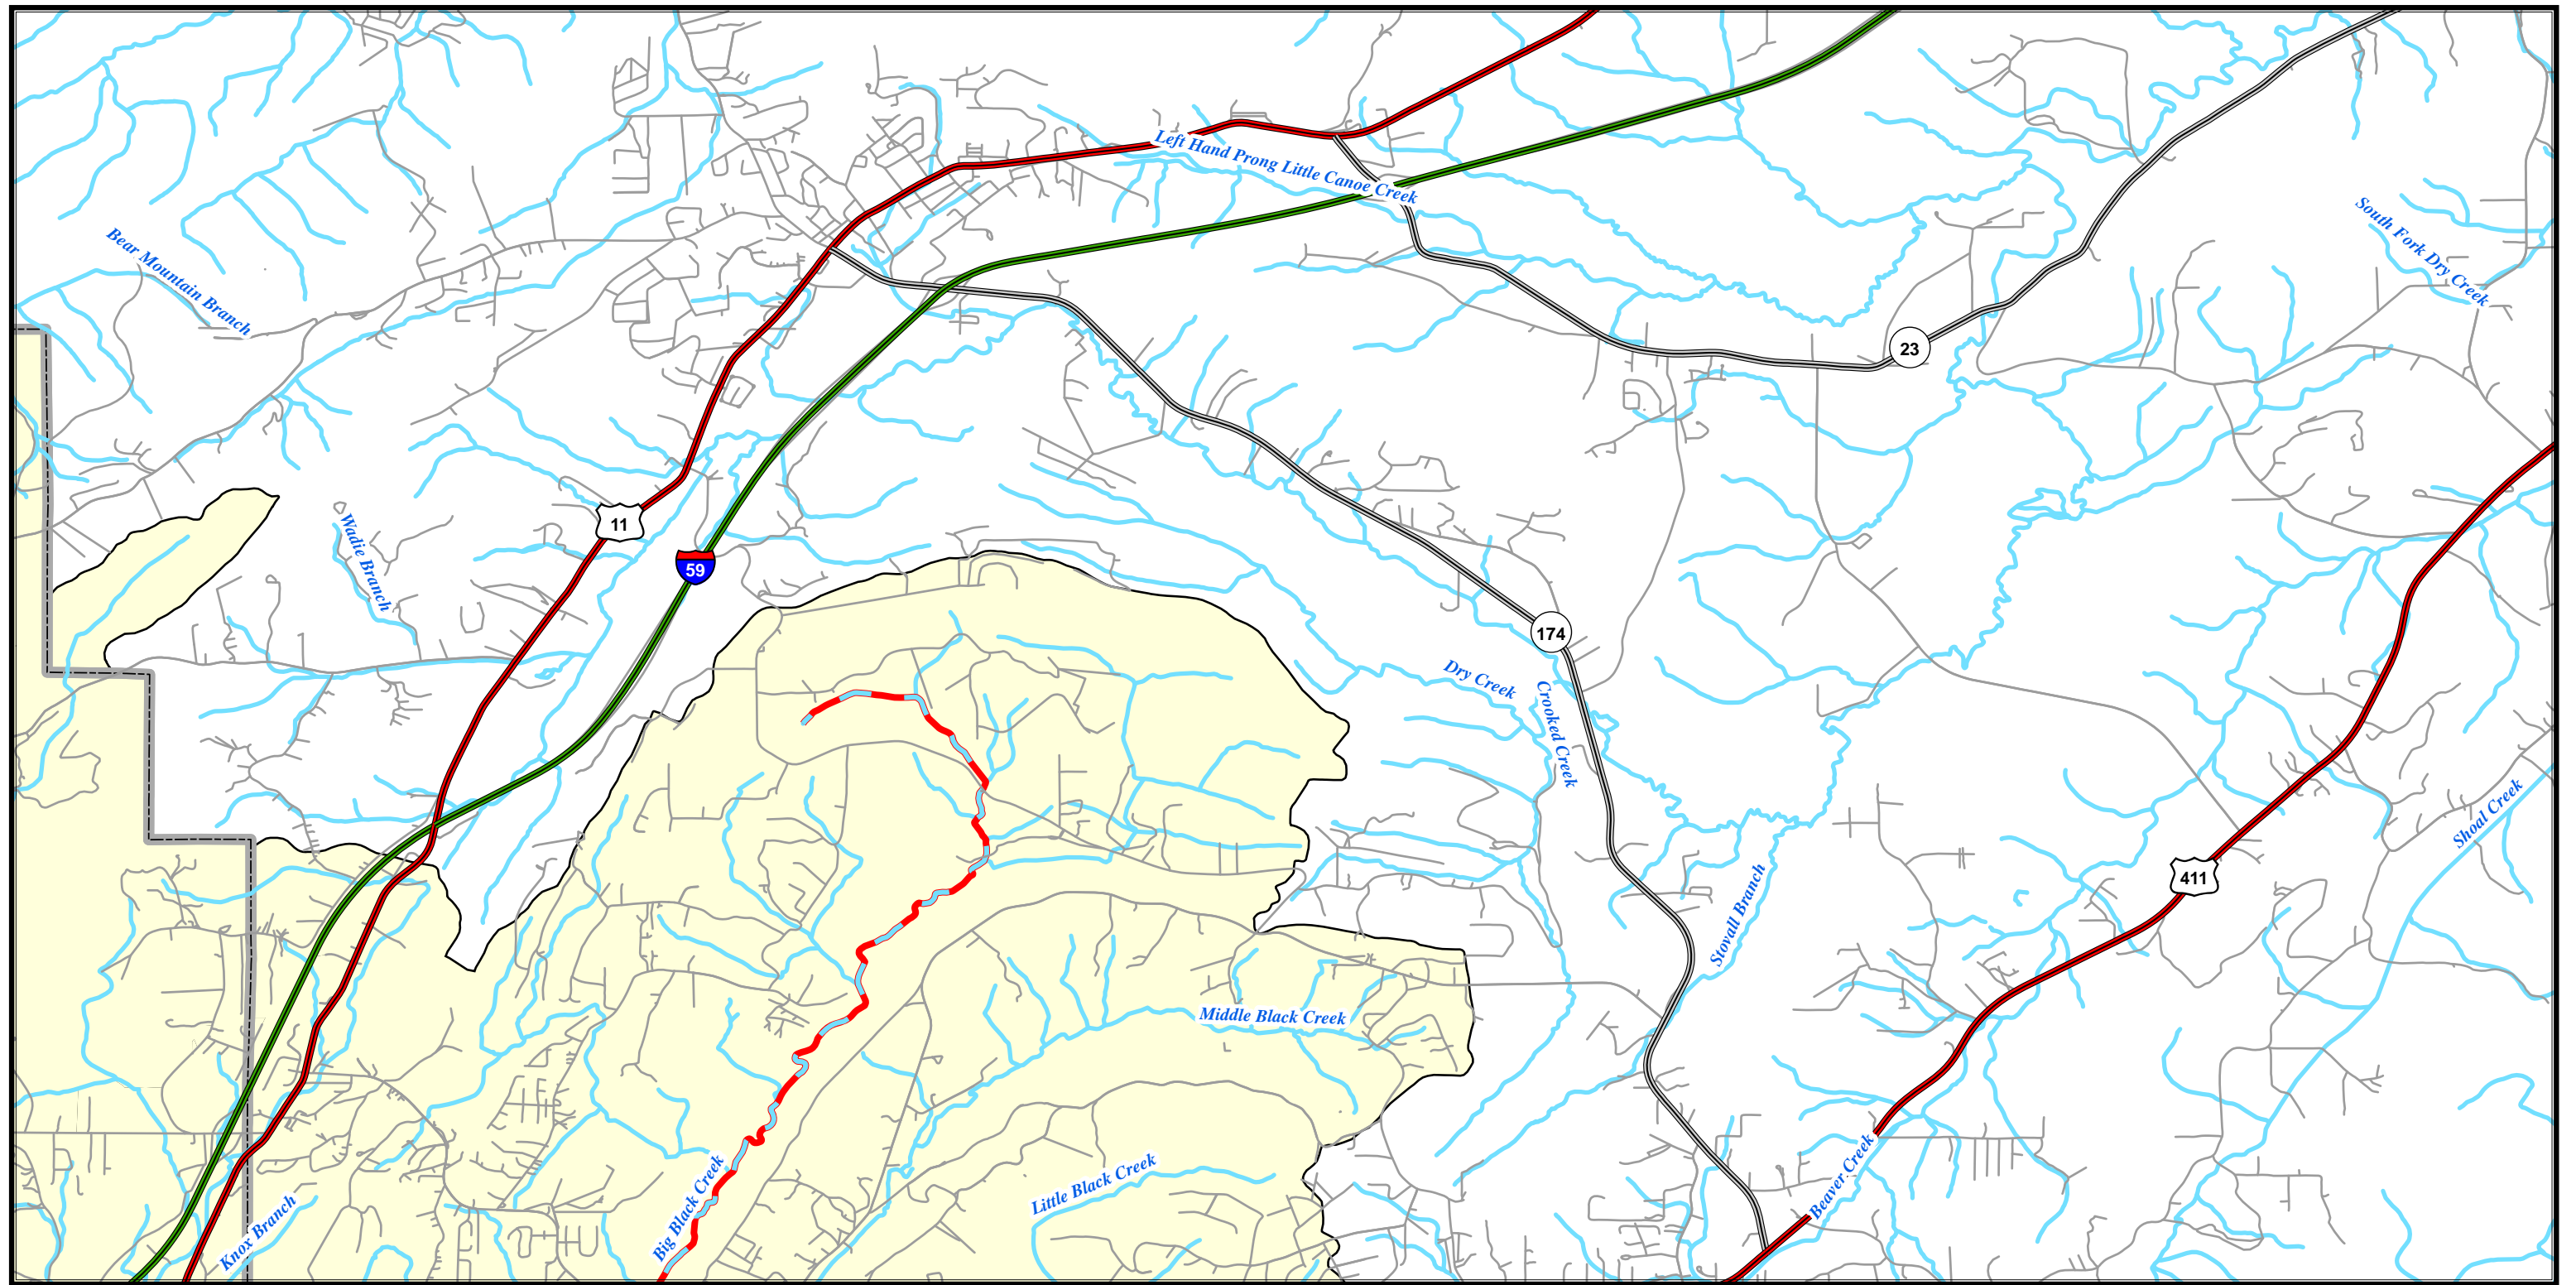 Left Hand Prong Little Canoe Creek
South Fork Dry Creek
Bear Mountain Branch
23
11
Wadie Branch
59
174
Dry Creek
Crooked Creek
Shoal Creek
411
Stovall Branch
Middle Black Creek
Little Black Creek
Beaver Creek
Big Black Creek
Knox Branch